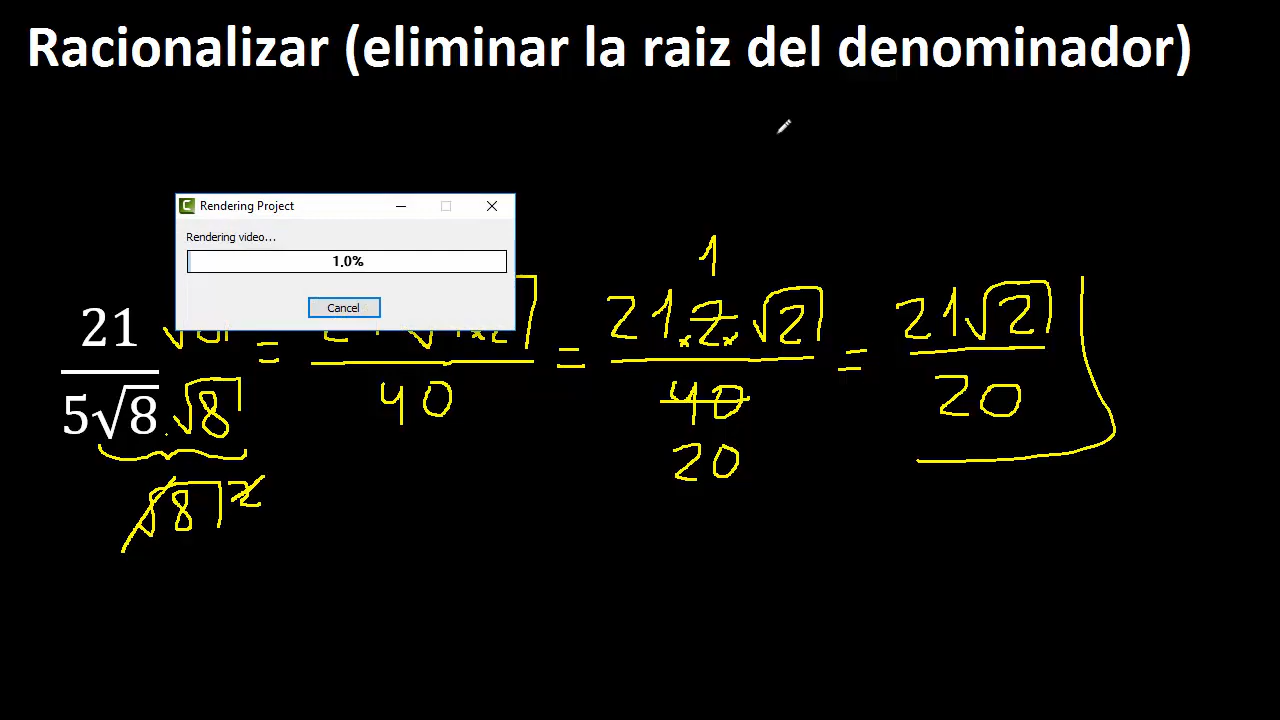 Racionalizar (eliminar la raiz del denominador)
Rendering Project
Rendering video...
1,0%
Cancel
21/5√8 . √8 = /40 = 21.2.√2/40 = 21√2/20
1
20
√8²